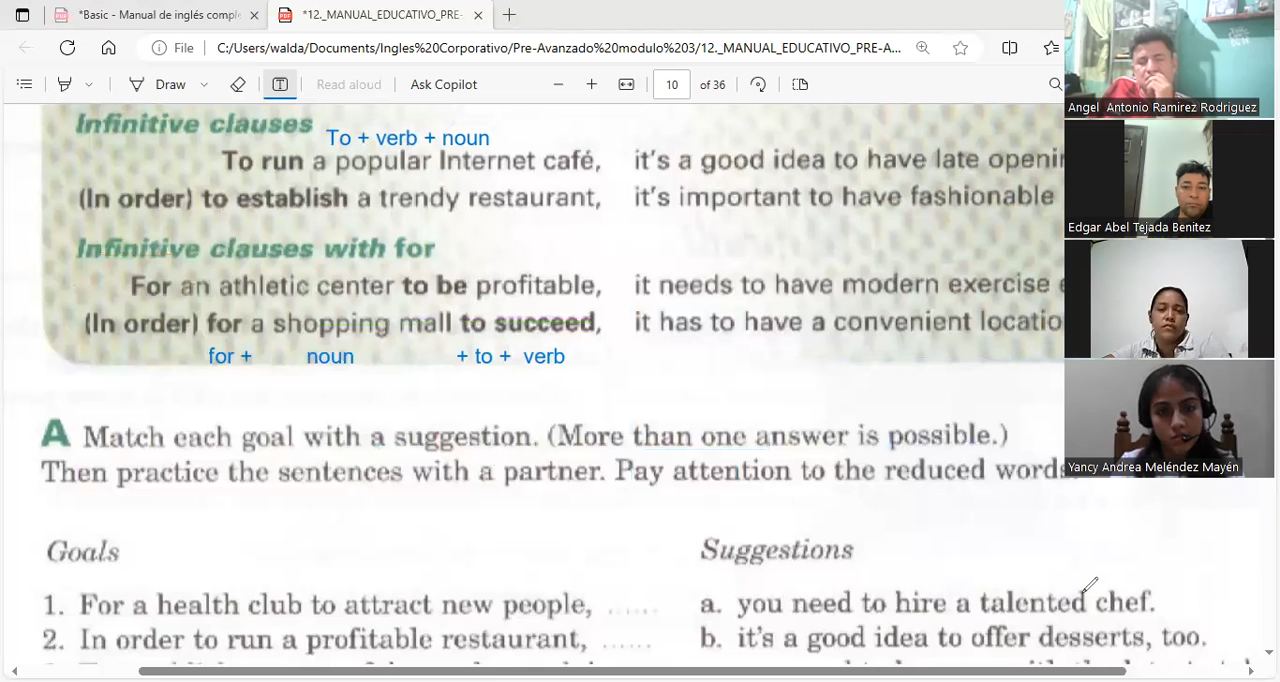 *Basic - Manual de inglés comple
*12._MANUAL_EDUCATIVO_PRE-
File C:/Users/walda/Documents/Ingles%20Corporativo/Pre-Avanzado%20modulo%203/12._MANUAL_EDUCATIVO_PRE-A...
Draw Read aloud Ask Copilot 10 of 36
Infinitive clauses
To + verb + noun
To run a popular Internet café, it's a good idea to have late openi
(In order) to establish a trendy restaurant, it's important to have fashionable
Infinitive clauses with for
For an athletic center to be profitable, it needs to have modern exercise e
(In order) for a shopping mall to succeed, it has to have a convenient locatio
for + noun + to + verb
A Match each goal with a suggestion. (More than one answer is possible.)
Then practice the sentences with a partner. Pay attention to the reduced words.
Goals Suggestions
1. For a health club to attract new people, ...... a. you need to hire a talented chef.
2. In order to run a profitable restaurant, ...... b. it's a good idea to offer desserts, too.
Angel Antonio Ramirez Rodriguez
Edgar Abel Tejada Benitez
Yancy Andrea Meléndez Mayén